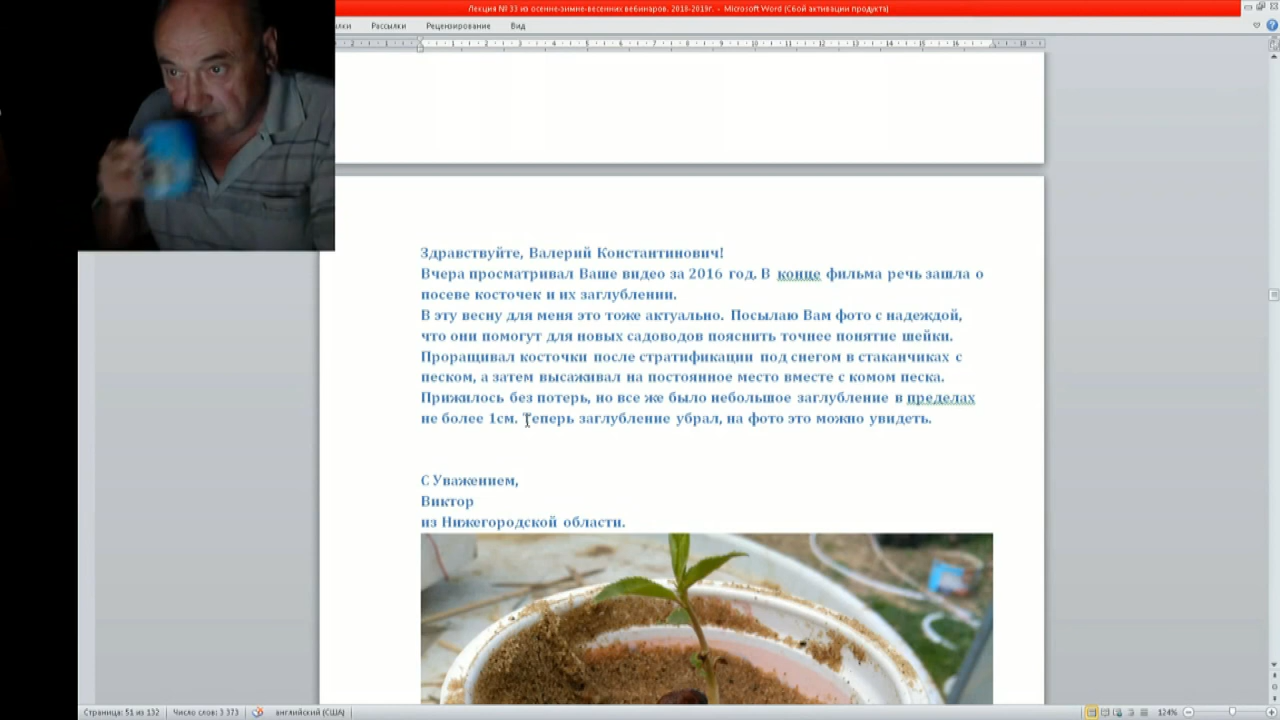 Лекция № 33 из осенне-зимне-весенних вебинаров. 2018-2019г. - Microsoft Word (Сбой активации продукта)
Рассылки Рецензирование Вид
Здравствуйте, Валерий Константинович!
Вчера просматривал Ваше видео за 2016 год. В конце фильма речь зашла о
посеве косточек и их заглублении.
В эту весну для меня это тоже актуально. Посылаю Вам фото с надеждой,
что они помогут для новых садоводов пояснить точнее понятие шейки.
Проращивал косточки после стратификации под снегом в стаканчиках с
песком, а затем высаживал на постоянное место вместе с комом песка.
Прижилось без потерь, но все же было небольшое заглубление в пределах
не более 1см. Теперь заглубление убрал, на фото это можно увидеть.
С Уважением,
Виктор
из Нижегородской области.
Страница: 51 из 132 Число слов: 3 373 английский (США) 124%